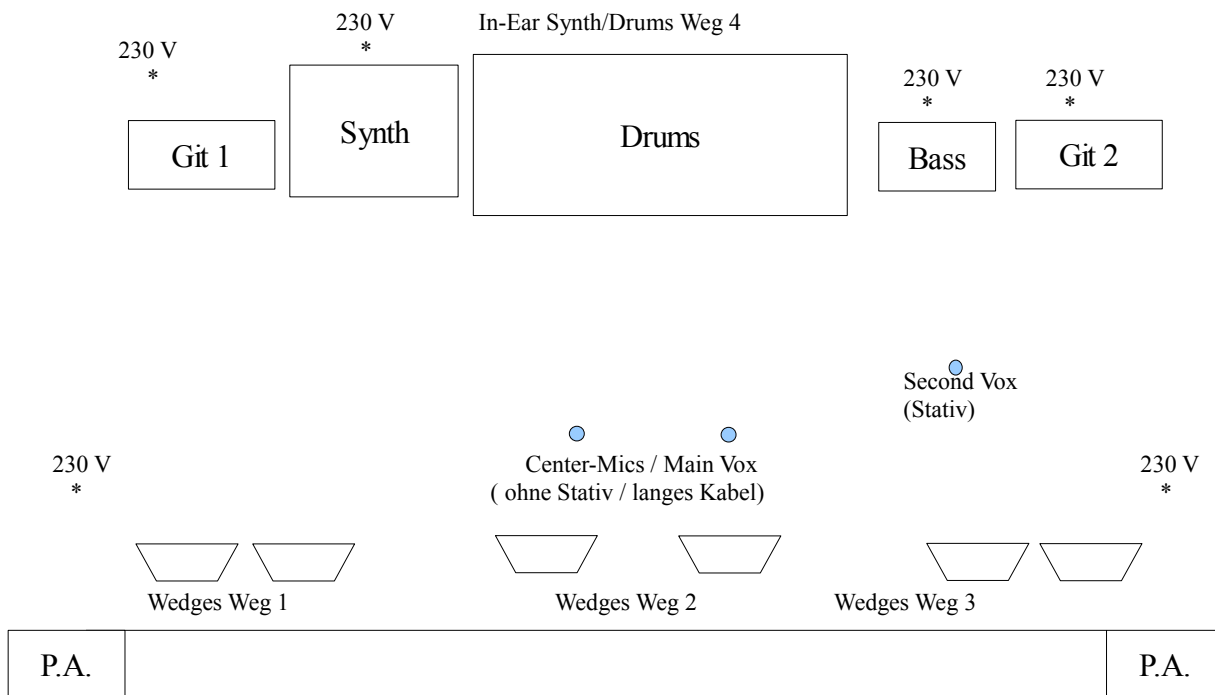 230 V
In-Ear Synth/Drums Weg 4
230 V
*
*
230 V
*
230 V
*
Git 1
Synth
Drums
Bass
Git 2
Second Vox
(Stativ)
230 V
*
Center-Mics / Main Vox
( ohne Stativ / langes Kabel)
230 V
*
Wedges Weg 1
Wedges Weg 2
Wedges Weg 3
P.A.
P.A.